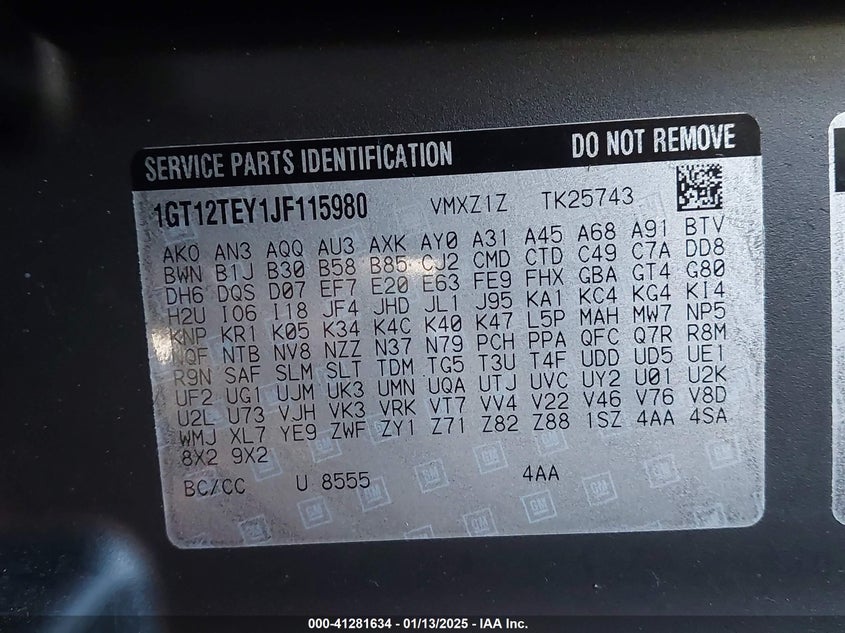 SERVICE PARTS IDENTIFICATION DO NOT REMOVE
1GT12TEY1JF115980 VMXZ1Z TK25743
AKO AN3 AQQ AU3 AXK AY0 A31 A45 A68 A91 BTV
BWN B1J B30 B58 B85 CJ2 CMD CTD C49 C7A DD8
DH6 DQS D07 EF7 E20 E63 FE9 FHX GBA GT4 G80
H2U IO6 I18 JF4 JHD JL1 J95 KA1 KC4 KG4 KI4
KNP KR1 K05 K34 K4C K40 K47 L5P MAH MW7 NP5
NQF NTB NV8 NZZ N37 N79 PCH PPA QFC Q7R R8M
R9N SAF SLM SLT TDM TG5 T3U T4F UDD UD5 UE1
UF2 UG1 UJM UK3 UMN UQA UTJ UVC UY2 U01 U2K
U2L U73 VJH VK3 VRK VT7 VV4 V22 V46 V76 V8D
WMJ XL7 YE9 ZWF ZY1 Z71 Z82 Z88 1SZ 4AA 4SA
8X2 9X2
BC/CC U 8555 4AA
GM GM GM GM
000-41281634 - 01/13/2025 - IAA Inc.